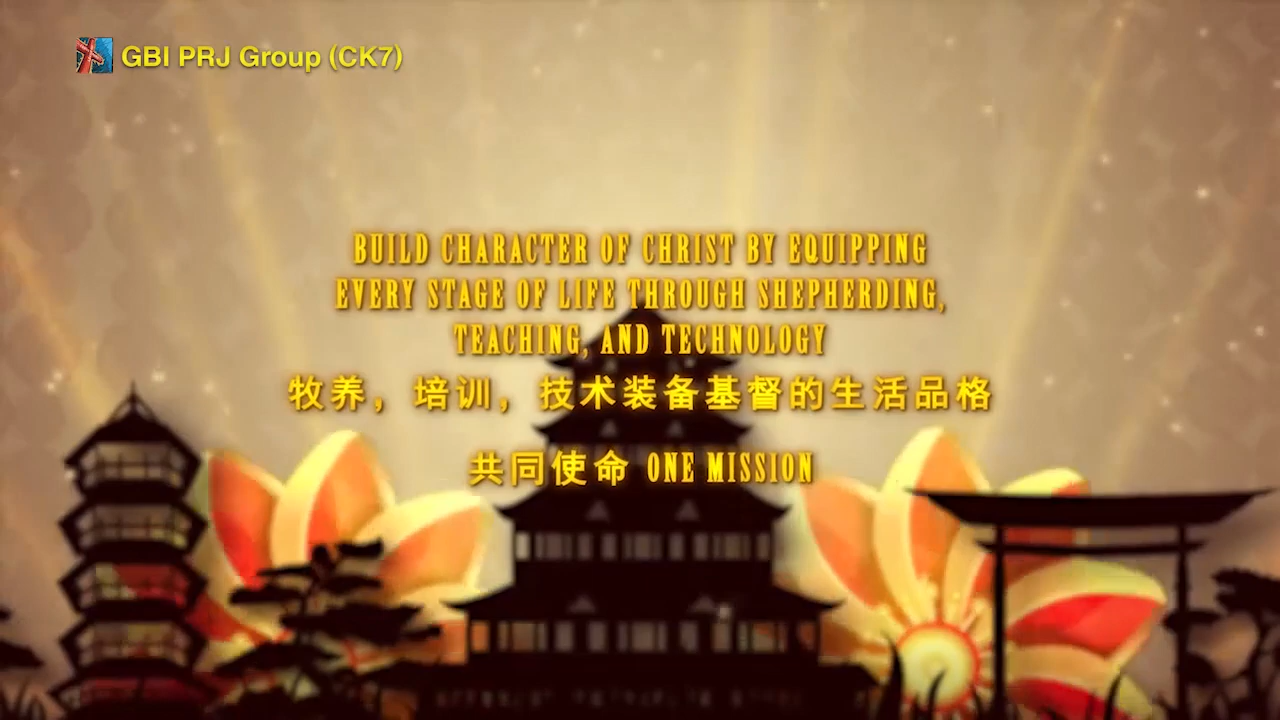 GBI PRJ Group (CK7)
BUILD CHARACTER OF CHRIST BY EQUIPPING
EVERY STAGE OF LIFE THROUGH SHEPHERDING,
TEACHING, AND TECHNOLOGY
牧养，培训，技术装备基督的生活品格
共同使命 ONE MISSION